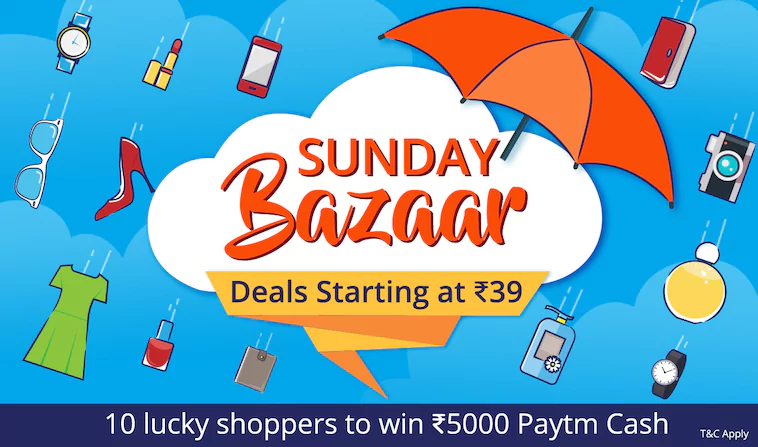 SUNDAY
Bazaar
Deals Starting at ₹39
10 lucky shoppers to win ₹5000 Paytm Cash
T&C Apply